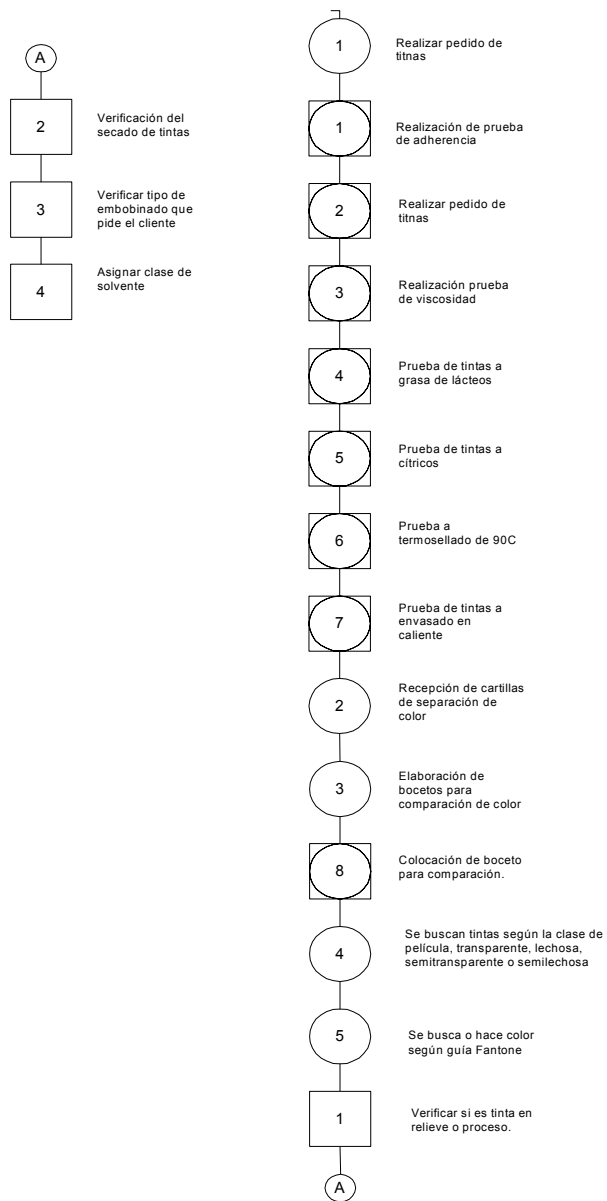 A
2
Verificación del
secado de tintas
3
Verificar tipo de
embobinado que
pide el cliente
4
Asignar clase de
solvente
1
Realizar pedido de
titnas
1
Realización de prueba
de adherencia
2
Realizar pedido de
titnas
3
Realización prueba
de viscosidad
4
Prueba de tintas a
grasa de lácteos
5
Prueba de tintas a
cítricos
6
Prueba a
termosellado de 90C
7
Prueba de tintas a
envasado en
caliente
2
Recepción de cartillas
de separación de
color
3
Elaboración de
bocetos para
comparación de color
8
Colocación de boceto
para comparación.
4
Se buscan tintas según la clase de
película, transparente, lechosa,
semitransparente o semilechosa
5
Se busca o hace color
según guía Fantone
1
Verificar si es tinta en
relieve o proceso.
A